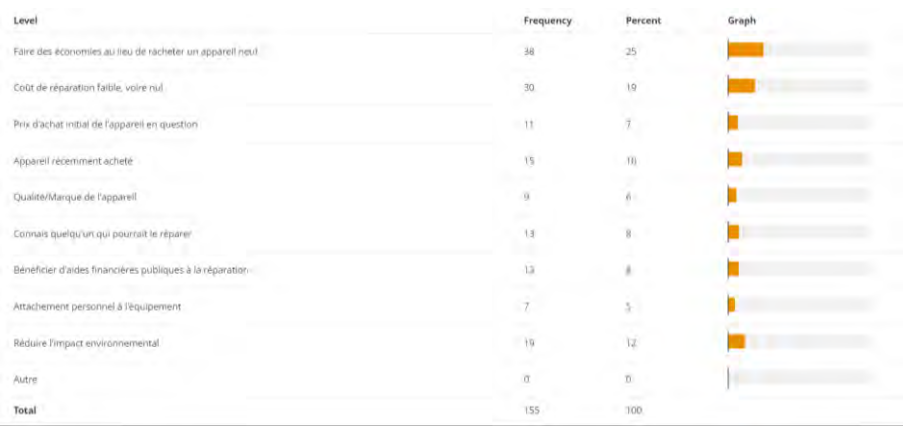 Level Frequency Percent Graph
Faire des économies au lieu de racheter un appareil neuf 38 25
Coût de réparation faible, voire nul 30 19
Prix d'achat initial de l'appareil en question 11 7
Appareil récemment acheté 15 10
Qualité/Marque de l'appareil 9 6
Connais quelqu'un qui pourrait le réparer 13 8
Bénéficier d'aides financières publiques à la réparation 13 8
Attachement personnel à l'équipement 7 5
Réduire l'impact environnemental 19 12
Autre 0 0
Total 155 100